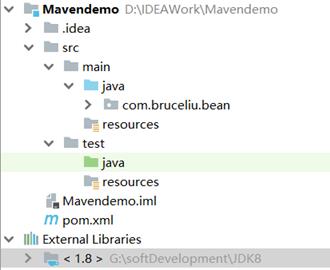 Mavendemo D:\IDEAWork\Mavendemo
.idea
src
main
java
com.bruceliu.bean
resources
test
java
resources
Mavendemo.iml
pom.xml
External Libraries
< 1.8 > G:\softDevelopment\JDK8